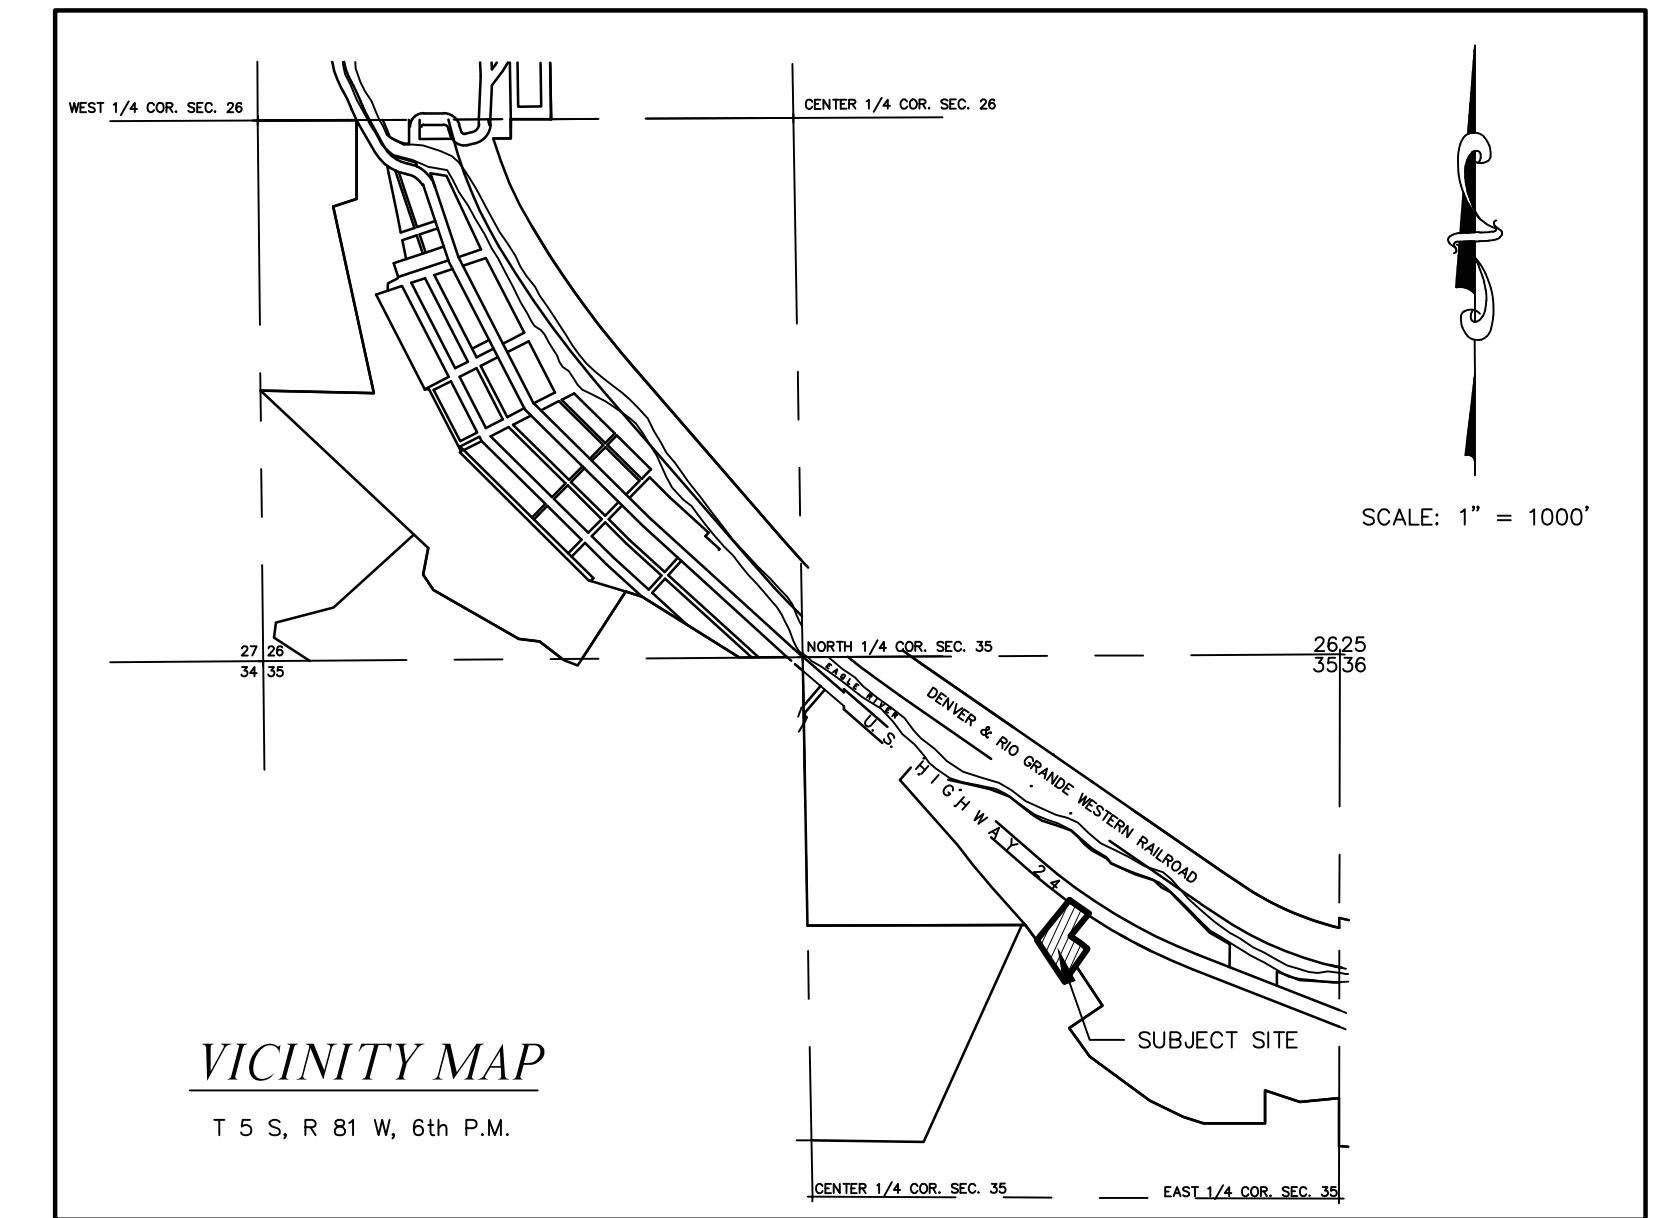 WEST 1/4 COR. SEC. 26
CENTER 1/4 COR. SEC. 26
SCALE: 1" = 1000'
27 26
34 35
NORTH 1/4 COR. SEC. 35
26 25
35 36
EAGLE RIVER
U. S. HIGHWAY 24
DENVER & RIO GRANDE WESTERN RAILROAD
SUBJECT SITE
VICINITY MAP
T 5 S, R 81 W, 6th P.M.
CENTER 1/4 COR. SEC. 35
EAST 1/4 COR. SEC. 35